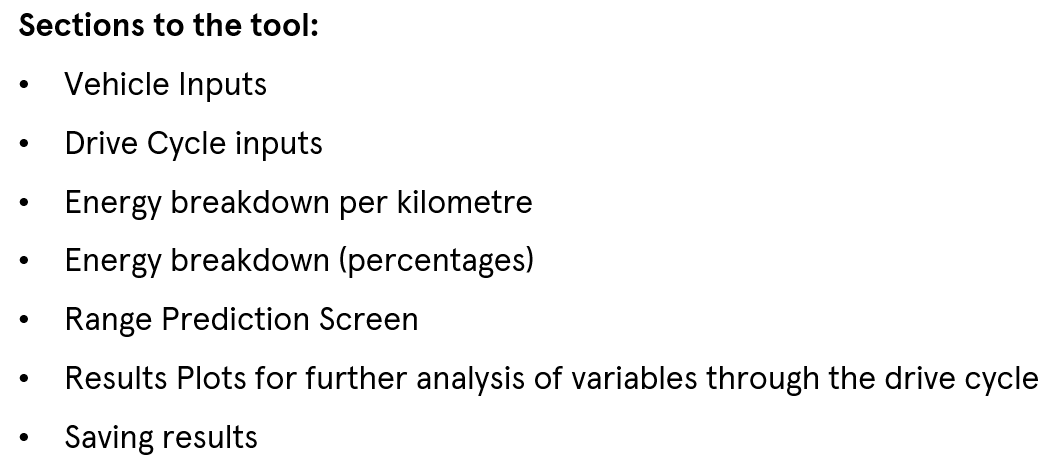 Sections to the tool:
• Vehicle Inputs
• Drive Cycle inputs
• Energy breakdown per kilometre
• Energy breakdown (percentages)
• Range Prediction Screen
• Results Plots for further analysis of variables through the drive cycle
• Saving results